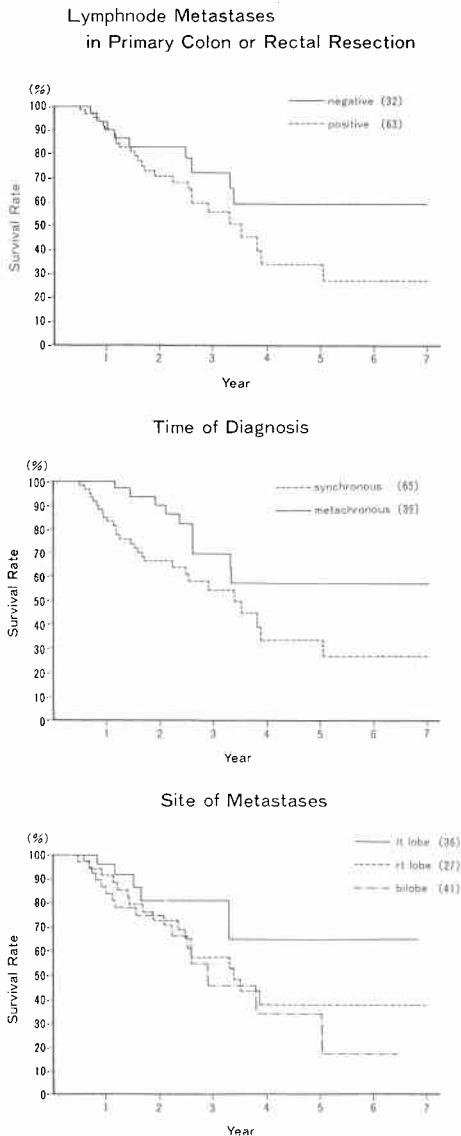 Lymphnode Metastases
in Primary Colon or Rectal Resection
(%)
100
90
80
70
60
50
40
30
20
10
0
Survival Rate
negative (32)
positive (63)
1 2 3 4 5 6 7
Year
Time of Diagnosis
(%)
100
90
80
70
60
50
40
30
20
10
0
Survival Rate
synchronous (65)
metachronous (39)
1 2 3 4 5 6 7
Year
Site of Metastases
(%)
100
90
80
70
60
50
40
30
20
10
0
Survival Rate
lt lobe (36)
rt lobe (27)
bilobe (41)
1 2 3 4 5 6 7
Year